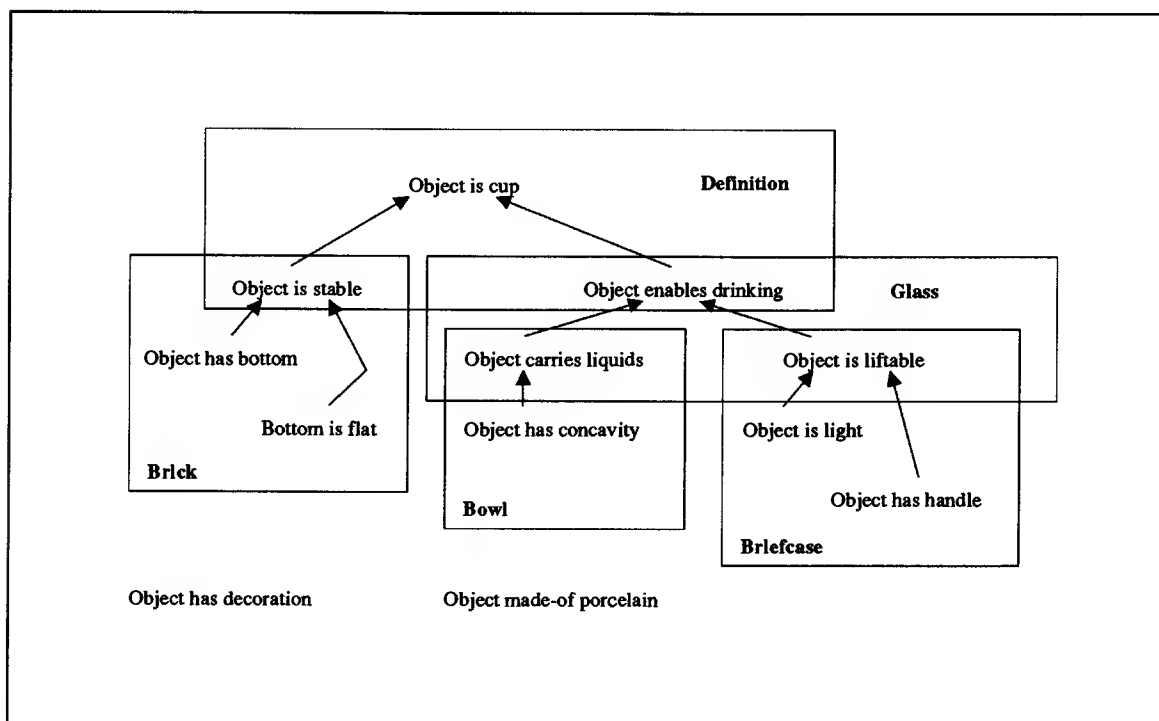 Object is cup
Definition
Object is stable
Object enables drinking
Glass
Object has bottom
Object carries liquids
Object is liftable
Bottom is flat
Object has concavity
Object is light
Brick
Object has handle
Bowl
Briefcase
Object has decoration
Object made-of porcelain